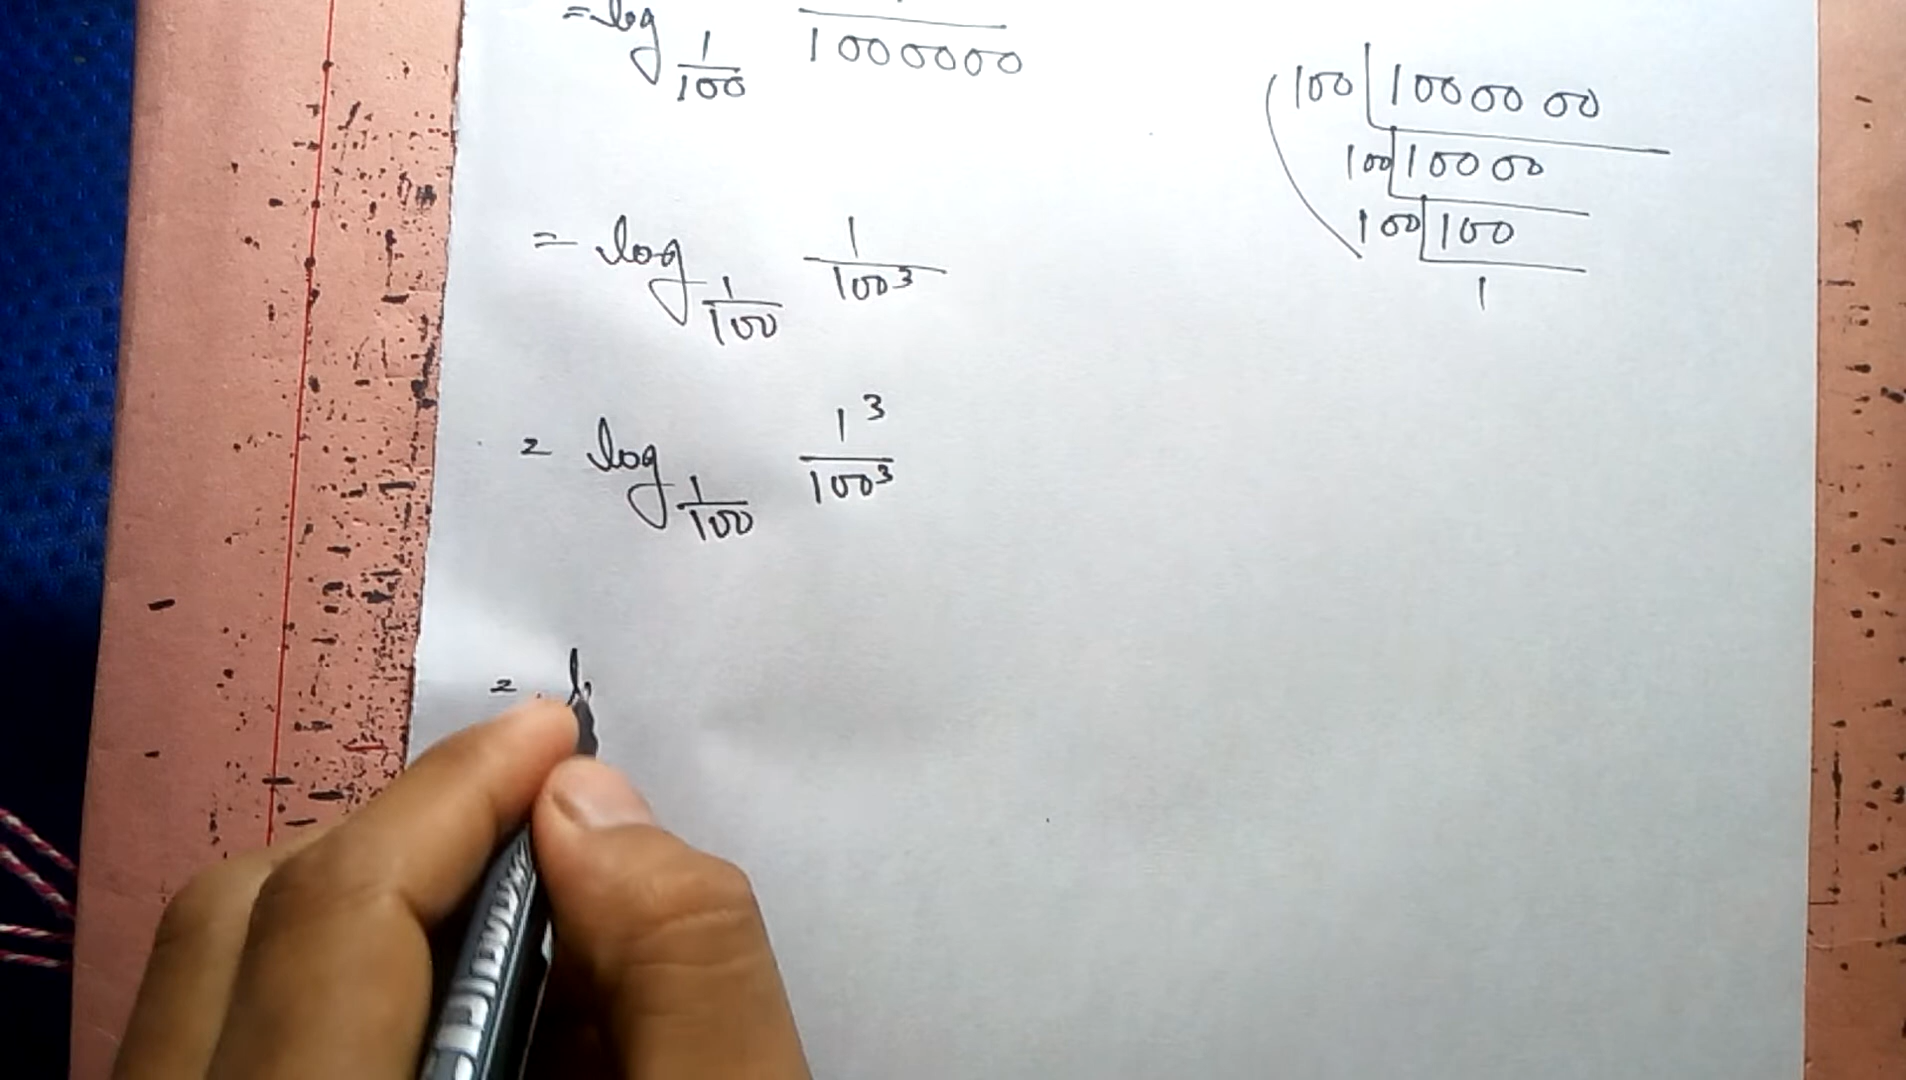 = log 1/100 1/1000000
= log 1/100 1/100³
= log 1/100 1³/100³
= l
100 | 1000000
100 | 10000
100 | 100
1